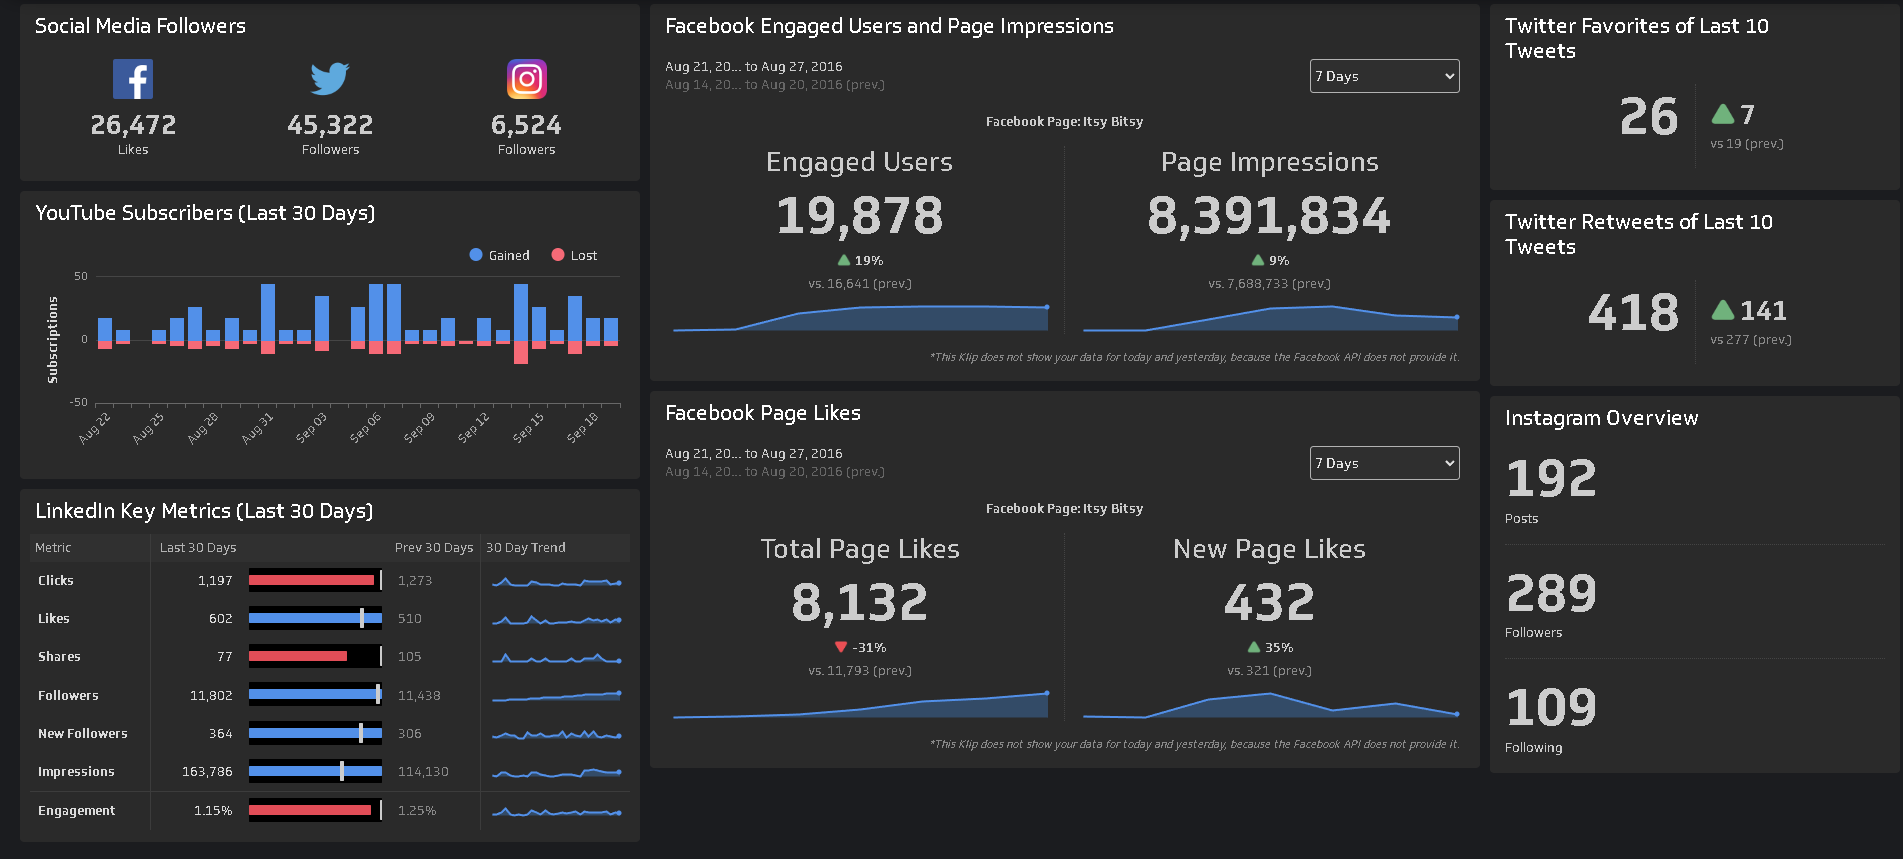 Social Media Followers
26,472
Likes
45,322
Followers
6,524
Followers
YouTube Subscribers (Last 30 Days)
Gained
Lost
Subscriptions
50
0
-50
Aug 22
Aug 25
Aug 28
Aug 31
Sep 03
Sep 06
Sep 09
Sep 12
Sep 15
Sep 18
LinkedIn Key Metrics (Last 30 Days)
Metric Last 30 Days Prev 30 Days 30 Day Trend
Clicks 1,197 1,273
Likes 602 510
Shares 77 105
Followers 11,802 11,438
New Followers 364 306
Impressions 163,786 114,130
Engagement 1.15% 1.25%
Facebook Engaged Users and Page Impressions
Aug 21, 20... to Aug 27, 2016
Aug 14, 20... to Aug 20, 2016 (prev.)
7 Days
Facebook Page: Itsy Bitsy
Engaged Users
19,878
19%
vs. 16,641 (prev.)
Page Impressions
8,391,834
9%
vs. 7,688,733 (prev.)
*This Klip does not show your data for today and yesterday, because the Facebook API does not provide it.
Facebook Page Likes
Aug 21, 20... to Aug 27, 2016
Aug 14, 20... to Aug 20, 2016 (prev.)
7 Days
Facebook Page: Itsy Bitsy
Total Page Likes
8,132
-31%
vs. 11,793 (prev.)
New Page Likes
432
35%
vs. 321 (prev.)
*This Klip does not show your data for today and yesterday, because the Facebook API does not provide it.
Twitter Favorites of Last 10
Tweets
26
7
vs 19 (prev.)
Twitter Retweets of Last 10
Tweets
418
141
vs 277 (prev.)
Instagram Overview
192
Posts
289
Followers
109
Following